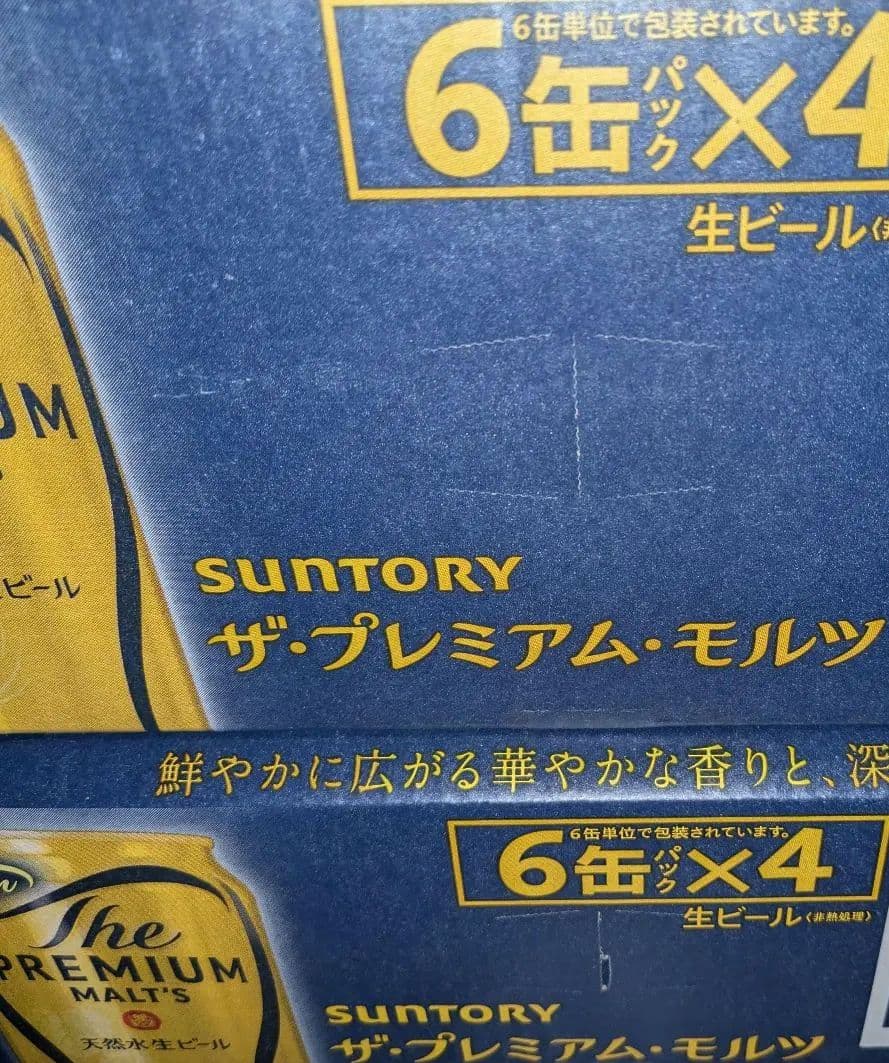 6缶単位で包装されています。
6缶パック×4
生ビール
UM
ビール
SUNTORY
ザ・プレミアム・モルツ
鮮やかに広がる華やかな香りと、深
6缶単位で包装されています。
6缶パック×4
生ビール〈非熱処理〉
The
PREMIUM
MALT'S
天然水生ビール
SUNTORY
ザ・プレミアム・モルツ